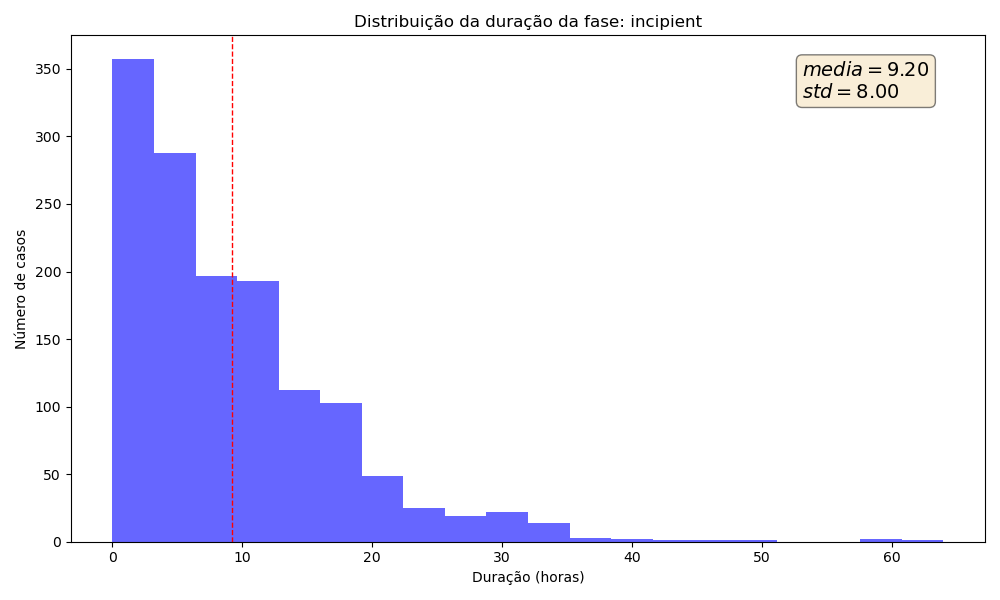 Distribuição da duração da fase: incipient
media = 9.20
std = 8.00
Número de casos
350
300
250
200
150
100
50
0
0 10 20 30 40 50 60
Duração (horas)